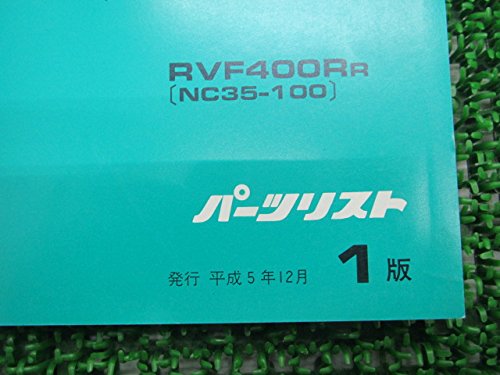 RVF400RR
〔NC35-100〕
パーツリスト
発行 平成5年12月 1版